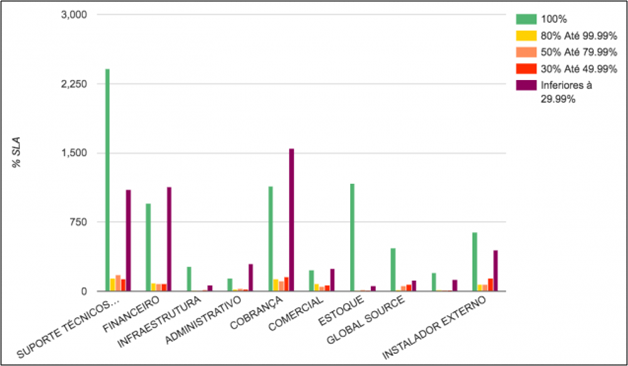 3,000
2,250
1,500
750
0
% SLA
100%
80% Até 99.99%
50% Até 79.99%
30% Até 49.99%
Inferiores à
29.99%
SUPORTE TÉCNICOS...
FINANCEIRO
INFRAESTRUTURA
ADMINISTRATIVO
COBRANÇA
COMERCIAL
ESTOQUE
GLOBAL SOURCE
INSTALADOR EXTERNO